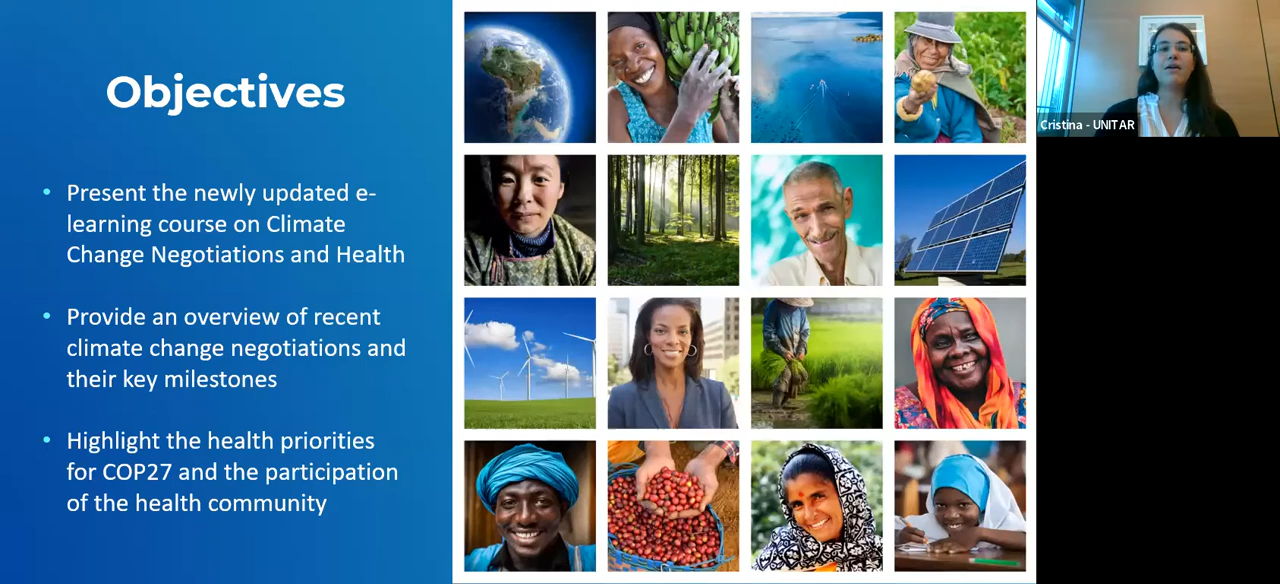 Objectives
• Present the newly updated e-
learning course on Climate
Change Negotiations and Health
• Provide an overview of recent
climate change negotiations and
their key milestones
• Highlight the health priorities
for COP27 and the participation
of the health community
Cristina - UNITAR